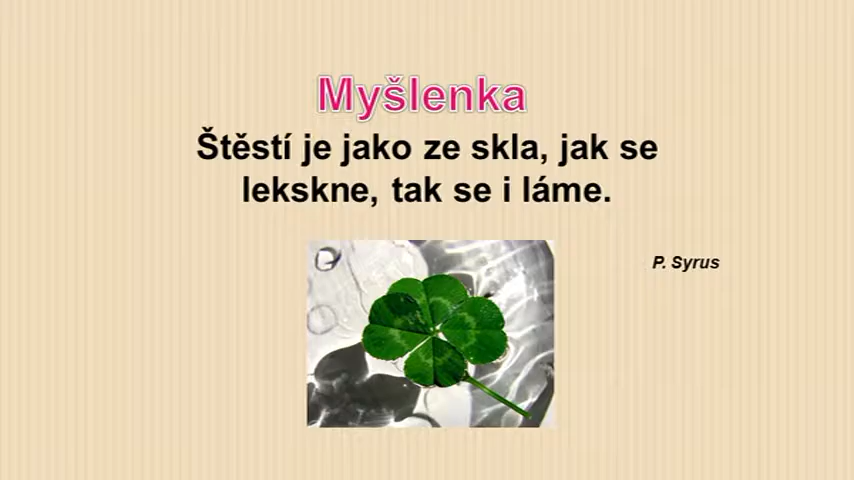 Myšlenka
Štěstí je jako ze skla, jak se
lekskne, tak se i láme.
P. Syrus